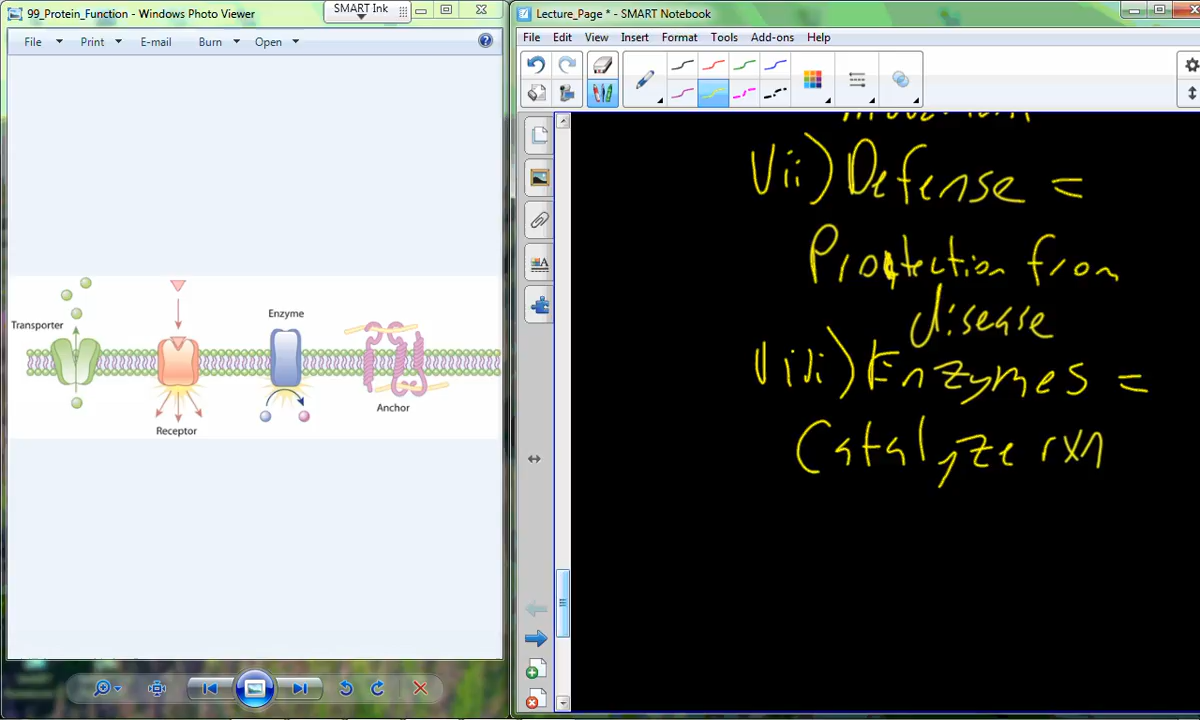 99_Protein_Function - Windows Photo Viewer
SMART Ink
File Print E-mail Burn Open
Transporter
Receptor
Enzyme
Anchor
Lecture_Page * - SMART Notebook
File Edit View Insert Format Tools Add-ons Help
Vii) Defense =
Protection from
disease
Viii) Enzymes =
Catalyze rxn